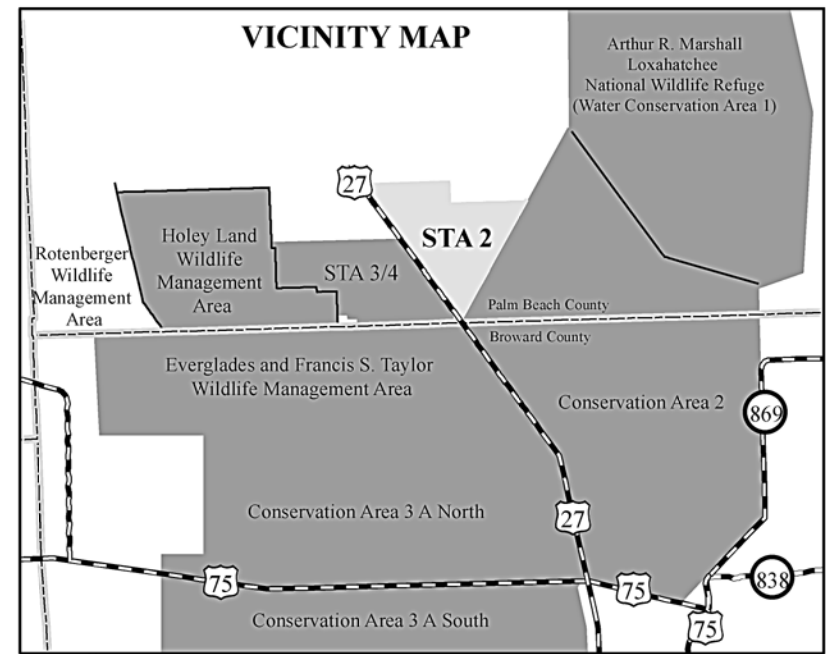 VICINITY MAP
Arthur R. Marshall
Loxahatchee
National Wildlife Refuge
(Water Conservation Area 1)
27
STA 2
Holey Land
Wildlife
Management
Area
Rotenberger
Wildlife
Management
Area
STA 3/4
Palm Beach County
Broward County
Everglades and Francis S. Taylor
Wildlife Management Area
Conservation Area 2
869
Conservation Area 3 A North
27
75
75
838
Conservation Area 3 A South
75